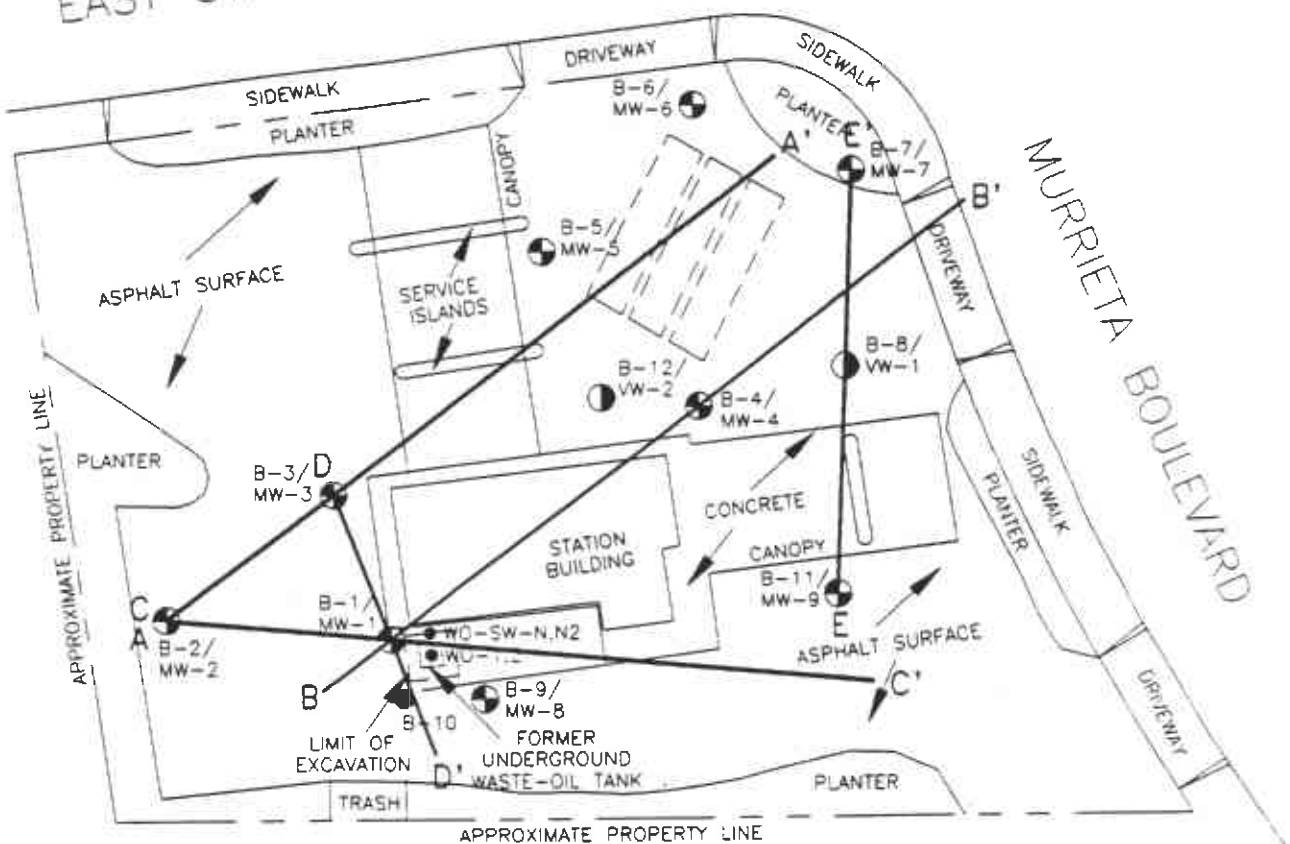 EAST
SIDEWALK
PLANTER
DRIVEWAY
SIDEWALK
PLANTER
B-6/
MW-6
A'
E'
B-7/
MW-7
B'
MURRIETA BOULEVARD
CANOPY
B-5/
MW-5
ASPHALT SURFACE
SERVICE
ISLANDS
DRIVEWAY
B-8/
VW-1
B-12/
VW-2
B-4/
MW-4
APPROXIMATE PROPERTY LINE
PLANTER
B-3/
MW-3
D
CONCRETE
STATION
BUILDING
CANOPY
SIDEWALK
PLANTER
B-11/
MW-9
E
ASPHALT SURFACE
C
A
B-2/
MW-2
B-1/
MW-1
WO-SW-N,N2
B
B-10
B-9/
MW-8
C'
LIMIT OF
EXCAVATION
D'
FORMER
UNDERGROUND
WASTE-OIL TANK
PLANTER
DRIVEWAY
TRASH
APPROXIMATE PROPERTY LINE